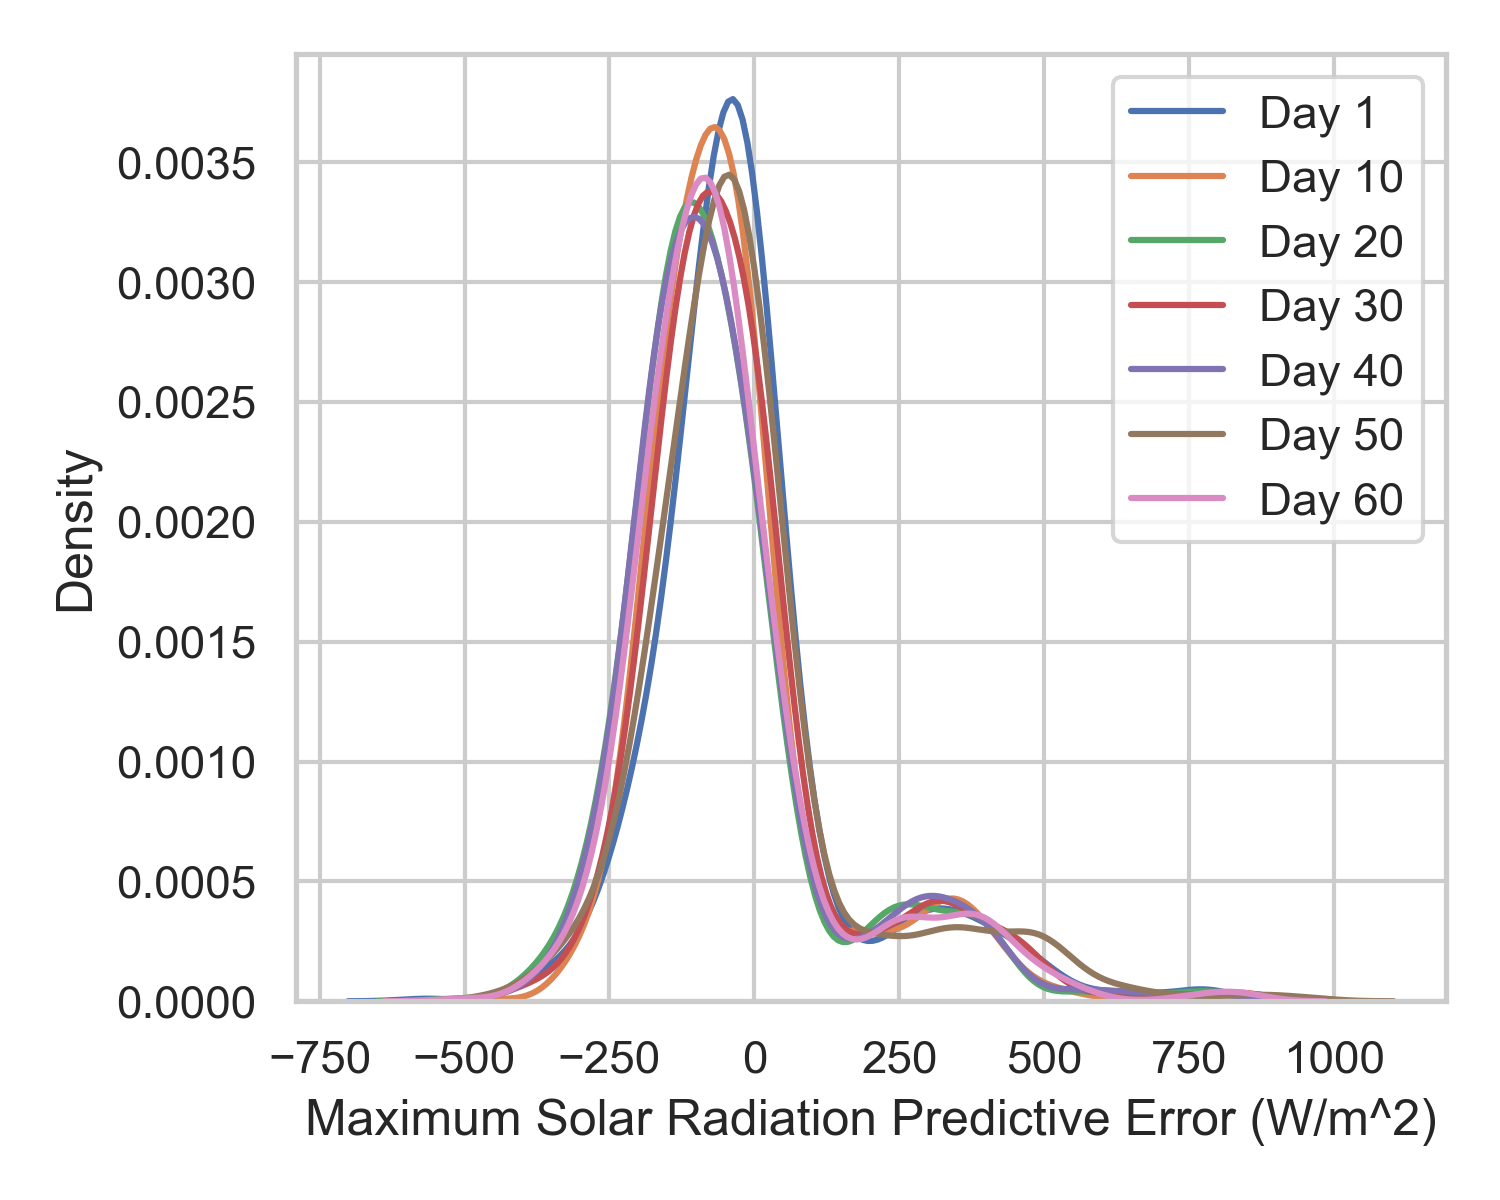 Day 1
Day 10
Day 20
Day 30
Day 40
Day 50
Day 60
0.0035
0.0030
0.0025
0.0020
0.0015
0.0010
0.0005
0.0000
Density
−750 −500 −250 0 250 500 750 1000
Maximum Solar Radiation Predictive Error (W/m^2)